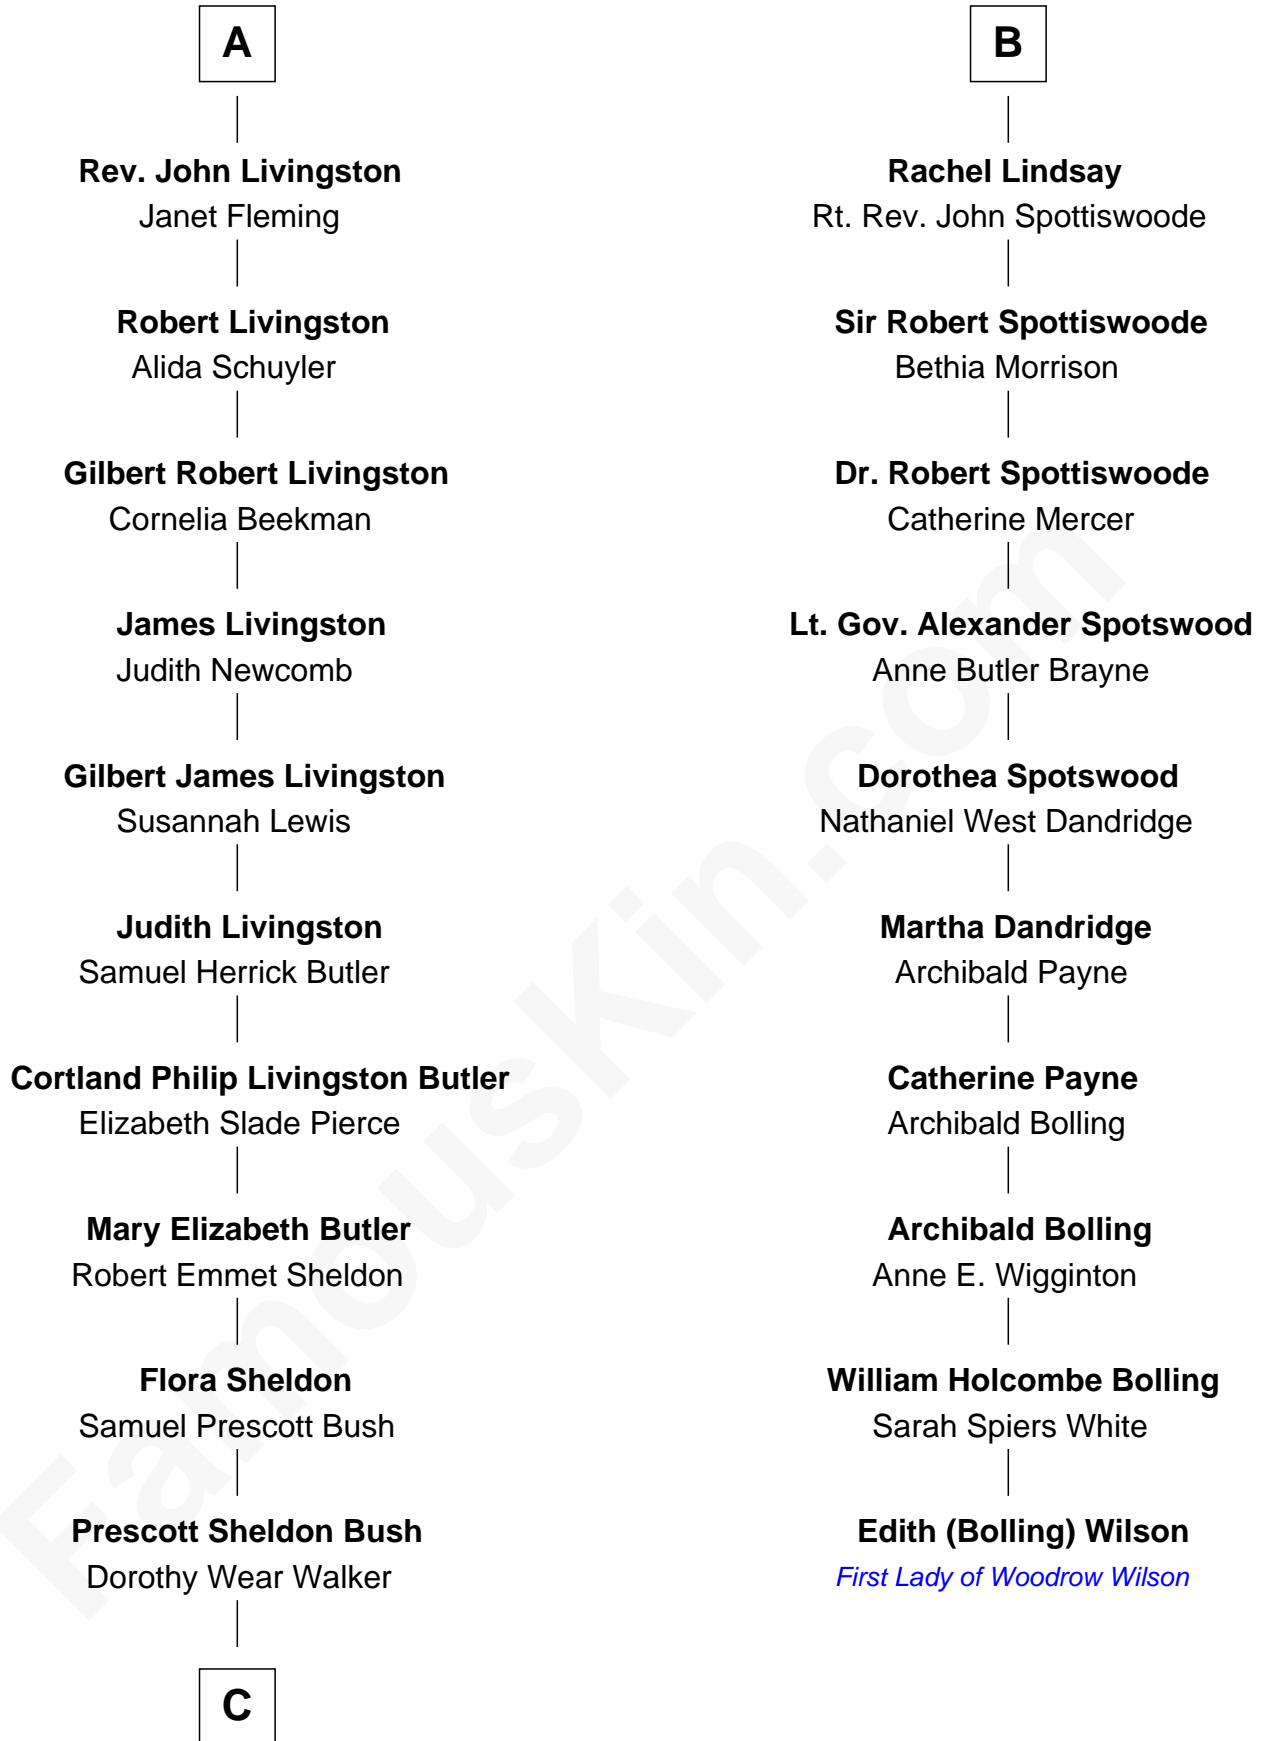 A
Rev. John Livingston
Janet Fleming
Robert Livingston
Alida Schuyler
Gilbert Robert Livingston
Cornelia Beekman
James Livingston
Judith Newcomb
Gilbert James Livingston
Susannah Lewis
Judith Livingston
Samuel Herrick Butler
Cortland Philip Livingston Butler
Elizabeth Slade Pierce
Mary Elizabeth Butler
Robert Emmet Sheldon
Flora Sheldon
Samuel Prescott Bush
Prescott Sheldon Bush
Dorothy Wear Walker
C
B
Rachel Lindsay
Rt. Rev. John Spottiswoode
Sir Robert Spottiswoode
Bethia Morrison
Dr. Robert Spottiswoode
Catherine Mercer
Lt. Gov. Alexander Spotswood
Anne Butler Brayne
Dorothea Spotswood
Nathaniel West Dandridge
Martha Dandridge
Archibald Payne
Catherine Payne
Archibald Bolling
Archibald Bolling
Anne E. Wigginton
William Holcombe Bolling
Sarah Spiers White
Edith (Bolling) Wilson
First Lady of Woodrow Wilson
FamousKin.com